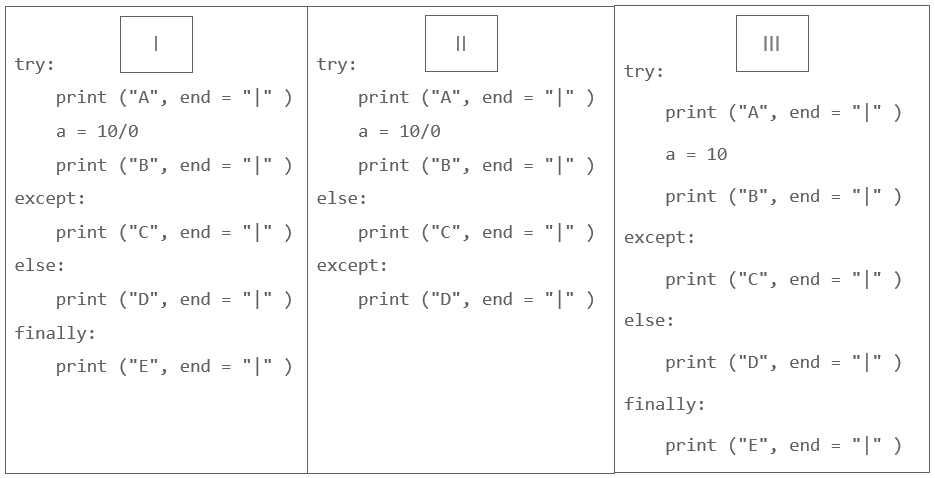 I
try:
    print ("A", end = "|" )
    a = 10/0
    print ("B", end = "|" )
except:
    print ("C", end = "|" )
else:
    print ("D", end = "|" )
finally:
    print ("E", end = "|" )
II
try:
    print ("A", end = "|" )
    a = 10/0
    print ("B", end = "|" )
else:
    print ("C", end = "|" )
except:
    print ("D", end = "|" )
III
try:
    print ("A", end = "|" )
    a = 10
    print ("B", end = "|" )
except:
    print ("C", end = "|" )
else:
    print ("D", end = "|" )
finally:
    print ("E", end = "|" )